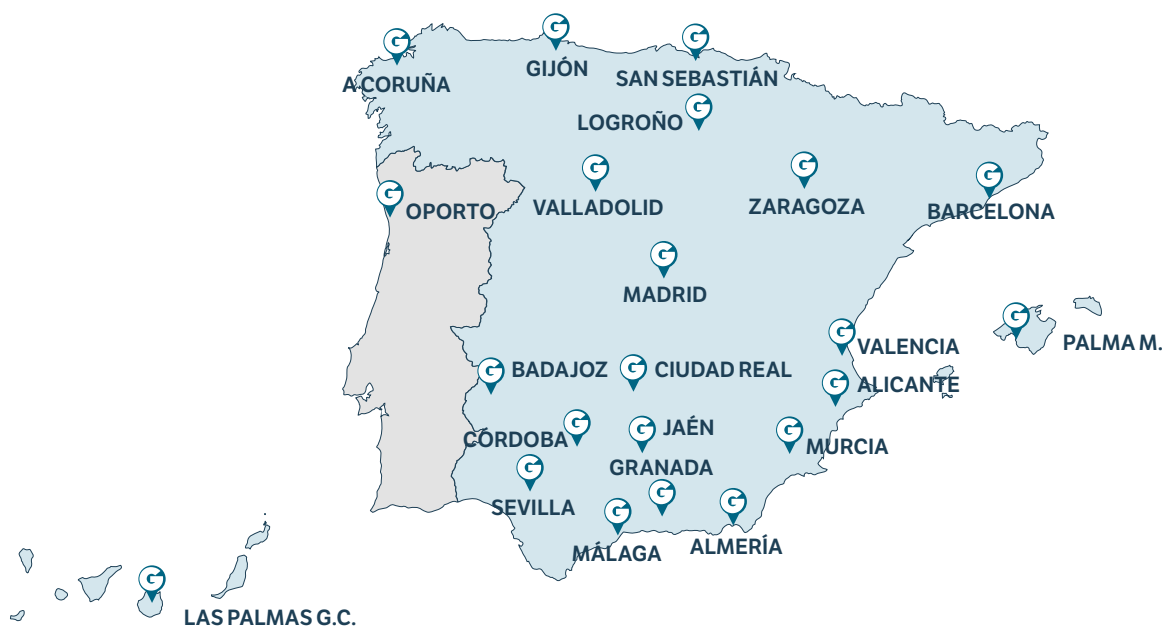 GIJÓN
SAN SEBASTIÁN
A CORUÑA
LOGROÑO
OPORTO
VALLADOLID
ZARAGOZA
BARCELONA
MADRID
VALENCIA
PALMA M.
BADAJOZ
CIUDAD REAL
ALICANTE
CÓRDOBA
JAÉN
MURCIA
GRANADA
SEVILLA
MÁLAGA
ALMERÍA
LAS PALMAS G.C.